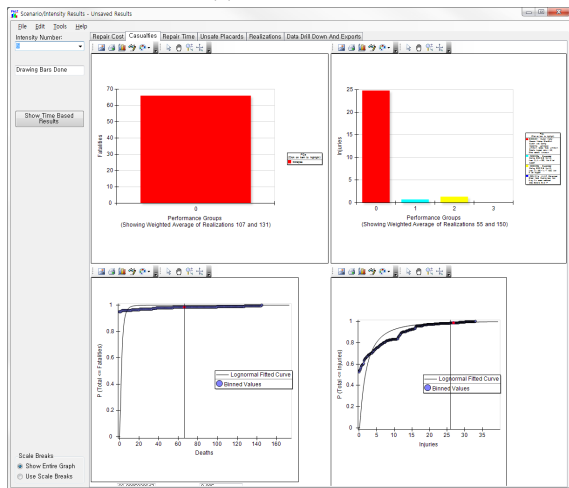 Scenario/Intensity Results - Unsaved Results
File Edit Tools Help
Intensity Number:
Drawing Bars Done
Show Time Based
Results
Scale Breaks
Show Entire Graph
Use Scale Breaks
Repair Cost Casualties Repair Time Unsafe Placards Realizations Data Drill Down And Exports
Fatalities
70
60
50
40
30
20
10
0
0
Performance Groups
(Showing Weighted Average of Realizations 107 and 131)
Injuries
25
20
15
10
5
0
0 1 2 3
Performance Groups
(Showing Weighted Average of Realizations 55 and 150)
P (Total <= Fatalities)
1
0.8
0.6
0.4
0.2
0
0 20 40 60 80 100 120 140 160
Deaths
Lognormal Fitted Curve
Binned Values
P (Total <= Injuries)
1
0.8
0.6
0.4
0.2
0
0 5 10 15 20 25 30 35
Injuries
Lognormal Fitted Curve
Binned Values